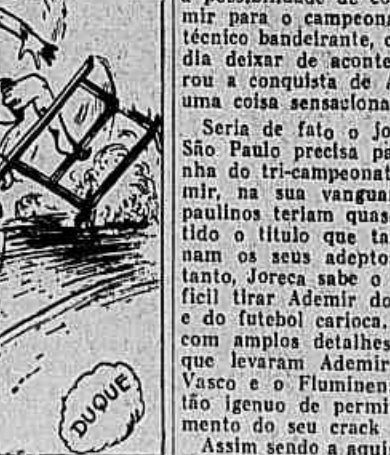 DUQUE
a possibilidade de co
mir para o campeona
técnico bandeirante, 
dia deixar de aconte
rou a conquista de
uma coisa sensacional
Seria de fato o jo
São Paulo precisa pa
nha do tri-campeonat
mir, na sua vanguar
paulinos teriam quas
tido o titulo que ta
nam os seus adepto
tanto, Joreca sabe o
ficil tirar Ademir do
e do futebol carioca.
com amplos detalhes
que levaram Ademir
Vasco e o Fluminen
tão igenuo de permi
mento do seu crack
Assim sendo a aqui